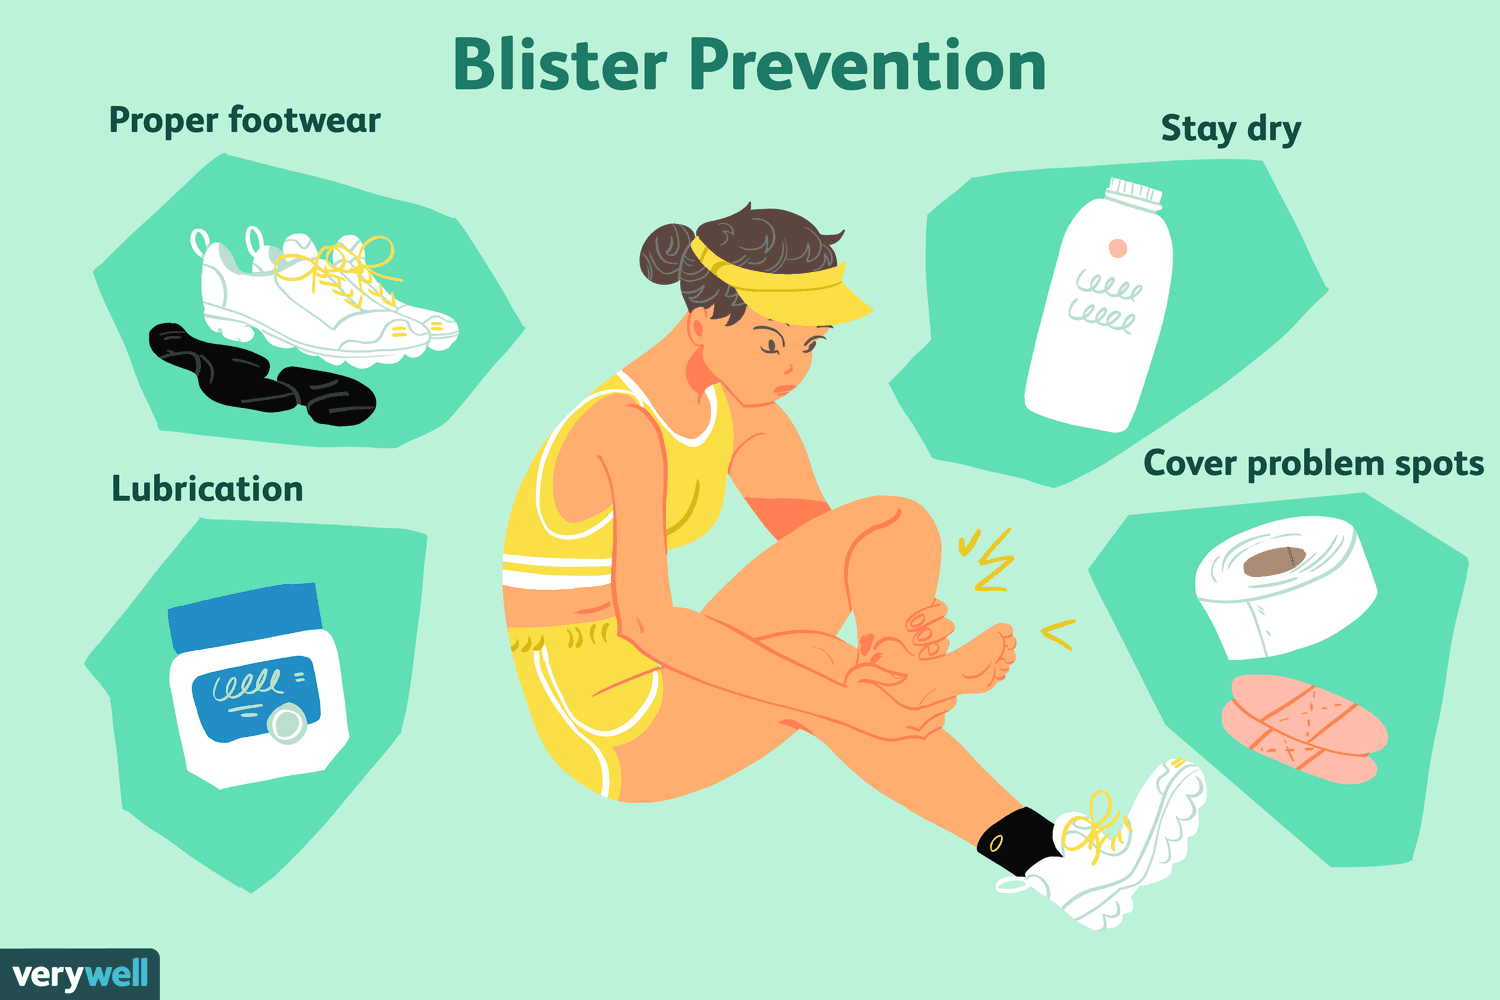 Blister Prevention
Proper footwear
Stay dry
Lubrication
Cover problem spots
verywell